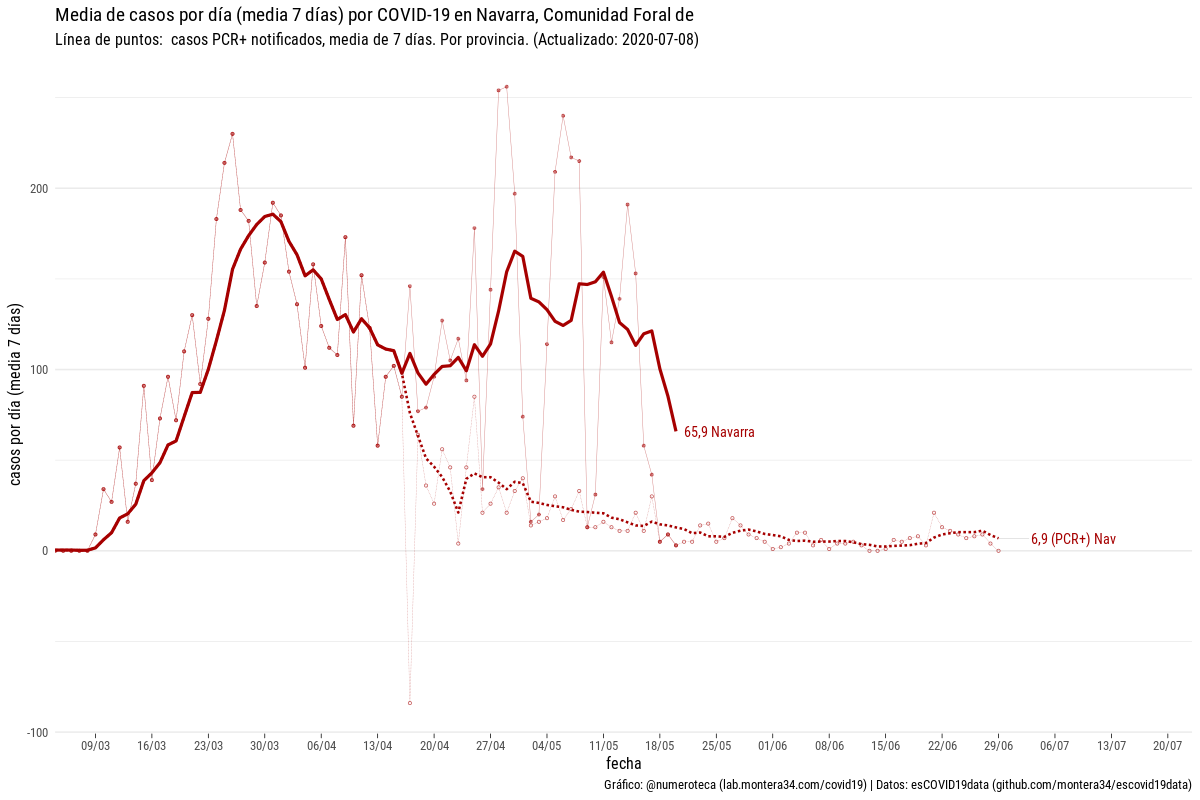 Media de casos por día (media 7 días) por COVID-19 en Navarra, Comunidad Foral de
Línea de puntos: casos PCR+ notificados, media de 7 días. Por provincia. (Actualizado: 2020-07-08)
casos por día (media 7 días)
200
100
0
-100
65,9 Navarra
6,9 (PCR+) Nav
09/03 16/03 23/03 30/03 06/04 13/04 20/04 27/04 04/05 11/05 18/05 25/05 01/06 08/06 15/06 22/06 29/06 06/07 13/07 20/07
fecha
Gráfico: @numeroteca (lab.montera34.com/covid19) | Datos: esCOVID19data (github.com/montera34/escovid19data)